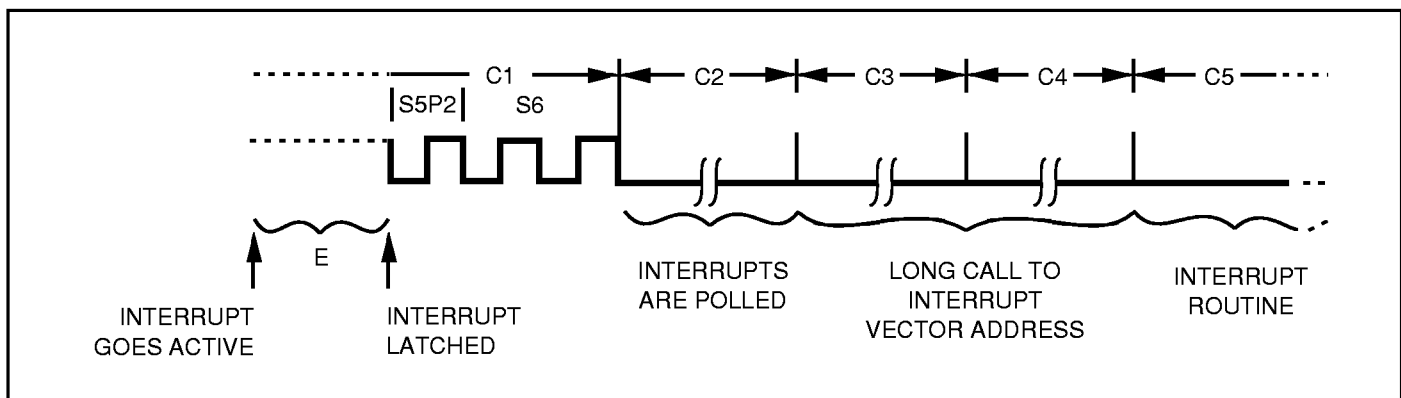 C1
C2
C3
C4
C5
S5P2
S6
E
INTERRUPT
GOES ACTIVE
INTERRUPT
LATCHED
INTERRUPTS
ARE POLLED
LONG CALL TO
INTERRUPT
VECTOR ADDRESS
INTERRUPT
ROUTINE